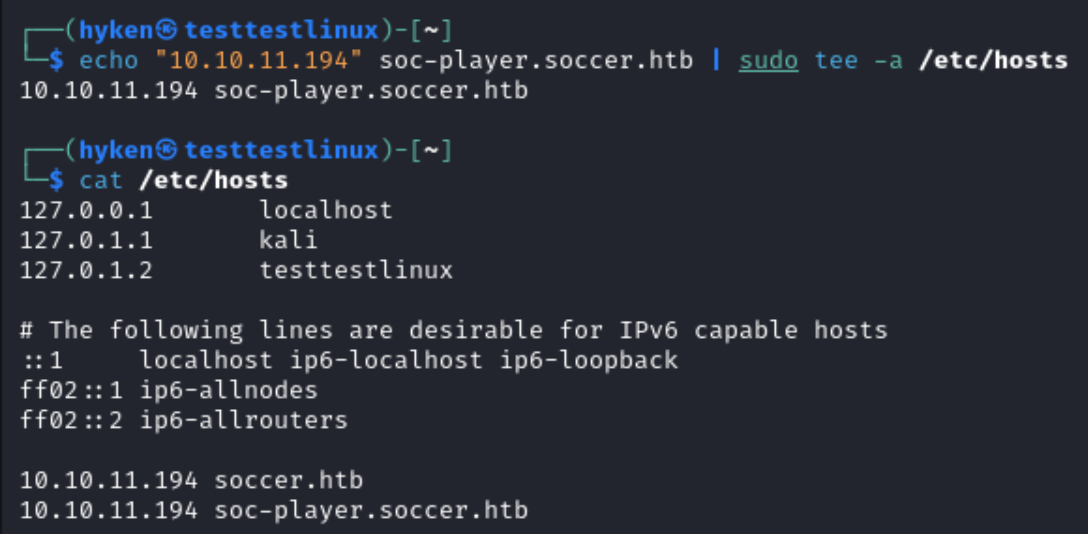 ┌──(hyken㉿testtestlinux)-[~]
└─$ echo "10.10.11.194" soc-player.soccer.htb | sudo tee -a /etc/hosts
10.10.11.194 soc-player.soccer.htb
┌──(hyken㉿testtestlinux)-[~]
└─$ cat /etc/hosts
127.0.0.1       localhost
127.0.1.1       kali
127.0.1.2       testtestlinux
# The following lines are desirable for IPv6 capable hosts
::1     localhost ip6-localhost ip6-loopback
ff02::1 ip6-allnodes
ff02::2 ip6-allrouters
10.10.11.194 soccer.htb
10.10.11.194 soc-player.soccer.htb